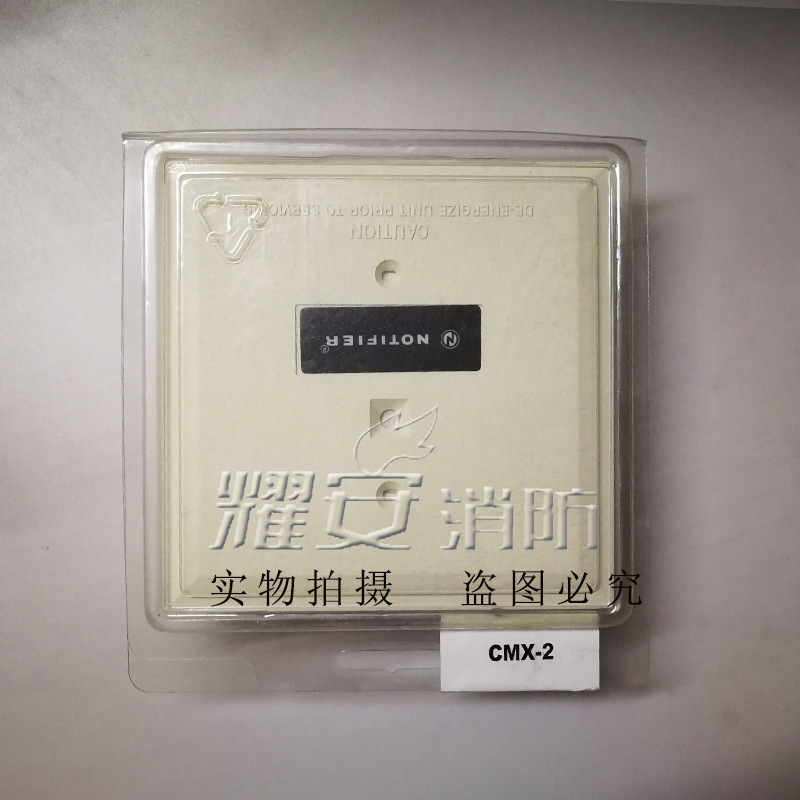 DE-ENERGIZE UNIT PRIOR TO SERVICING
CAUTION
NOTIFIER
耀安消防
实物拍摄 盗图必究
CMX-2